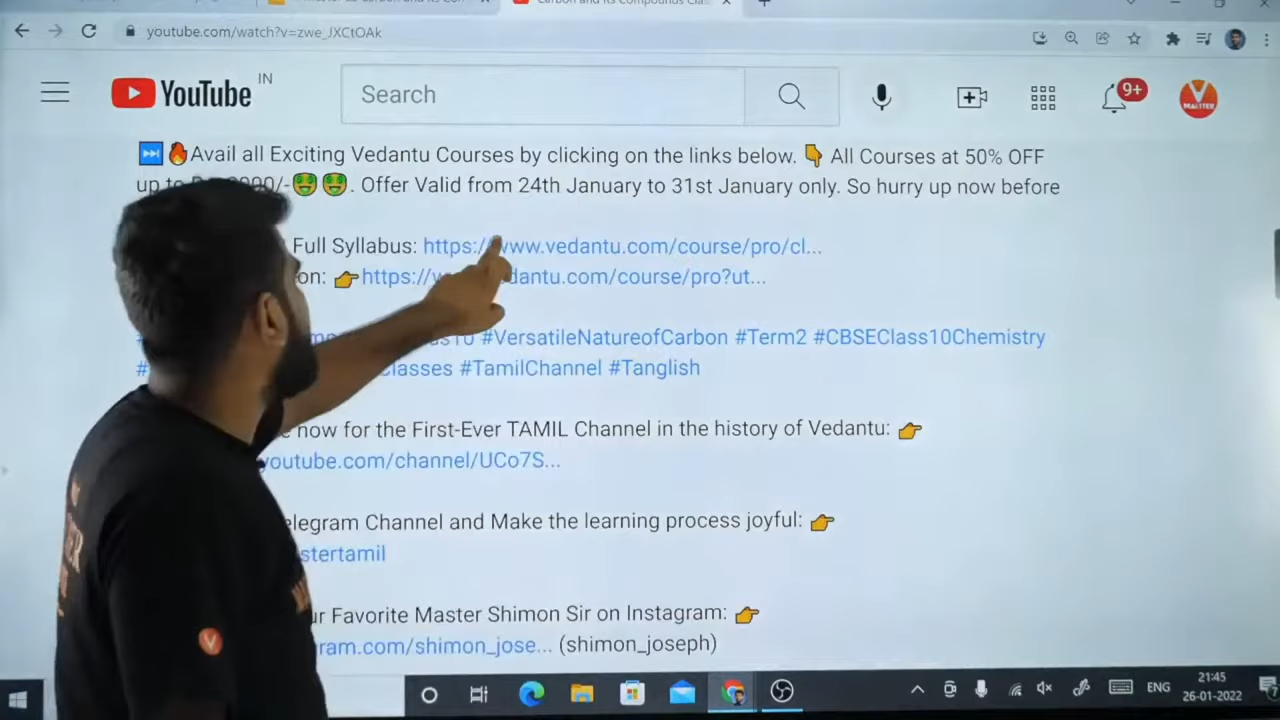 youtube.com/watch?v=zwe_JXCtOAk
YouTube IN
Search
9+
MASTER
Avail all Exciting Vedantu Courses by clicking on the links below. All Courses at 50% OFF
up to 000/- . Offer Valid from 24th January to 31st January only. So hurry up now before
Full Syllabus: https://www.vedantu.com/course/pro/cl...
on: https://vedantu.com/course/pro?ut...
#VersatileNatureofCarbon #Term2 #CBSEClass10Chemistry
#TamilChannel #Tanglish
now for the First-Ever TAMIL Channel in the history of Vedantu:
youtube.com/channel/UCo7S...
elegram Channel and Make the learning process joyful:
stertamil
ur Favorite Master Shimon Sir on Instagram:
ram.com/shimon_jose... (shimon_joseph)
V
ENG
21:45
26-01-2022